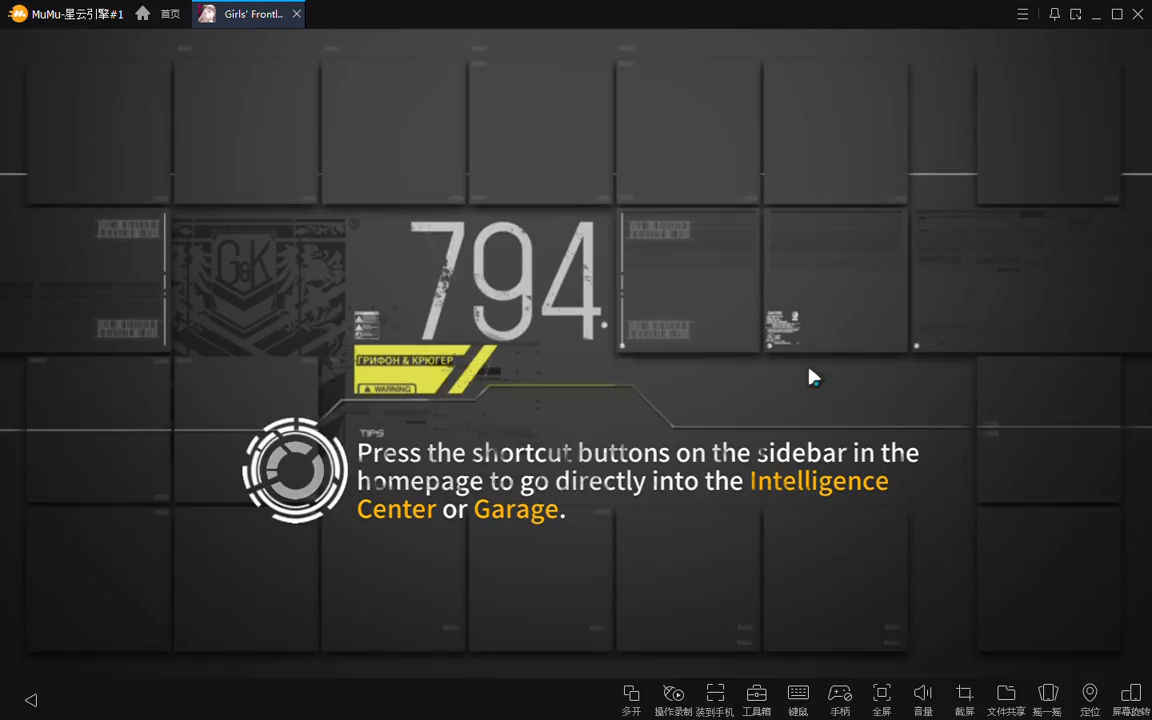 MuMu-星云引擎#1
首页
Girls' Frontl..
G&K
794.
ГРИФОН & КРЮГЕР
WARNING
TIPS
Press the shortcut buttons on the sidebar in the
homepage to go directly into the Intelligence
Center or Garage.
CAUTION
多开
操作录制
装到手机
工具箱
键鼠
手柄
全屏
音量
截屏
文件共享
摇一摇
定位
屏幕旋转